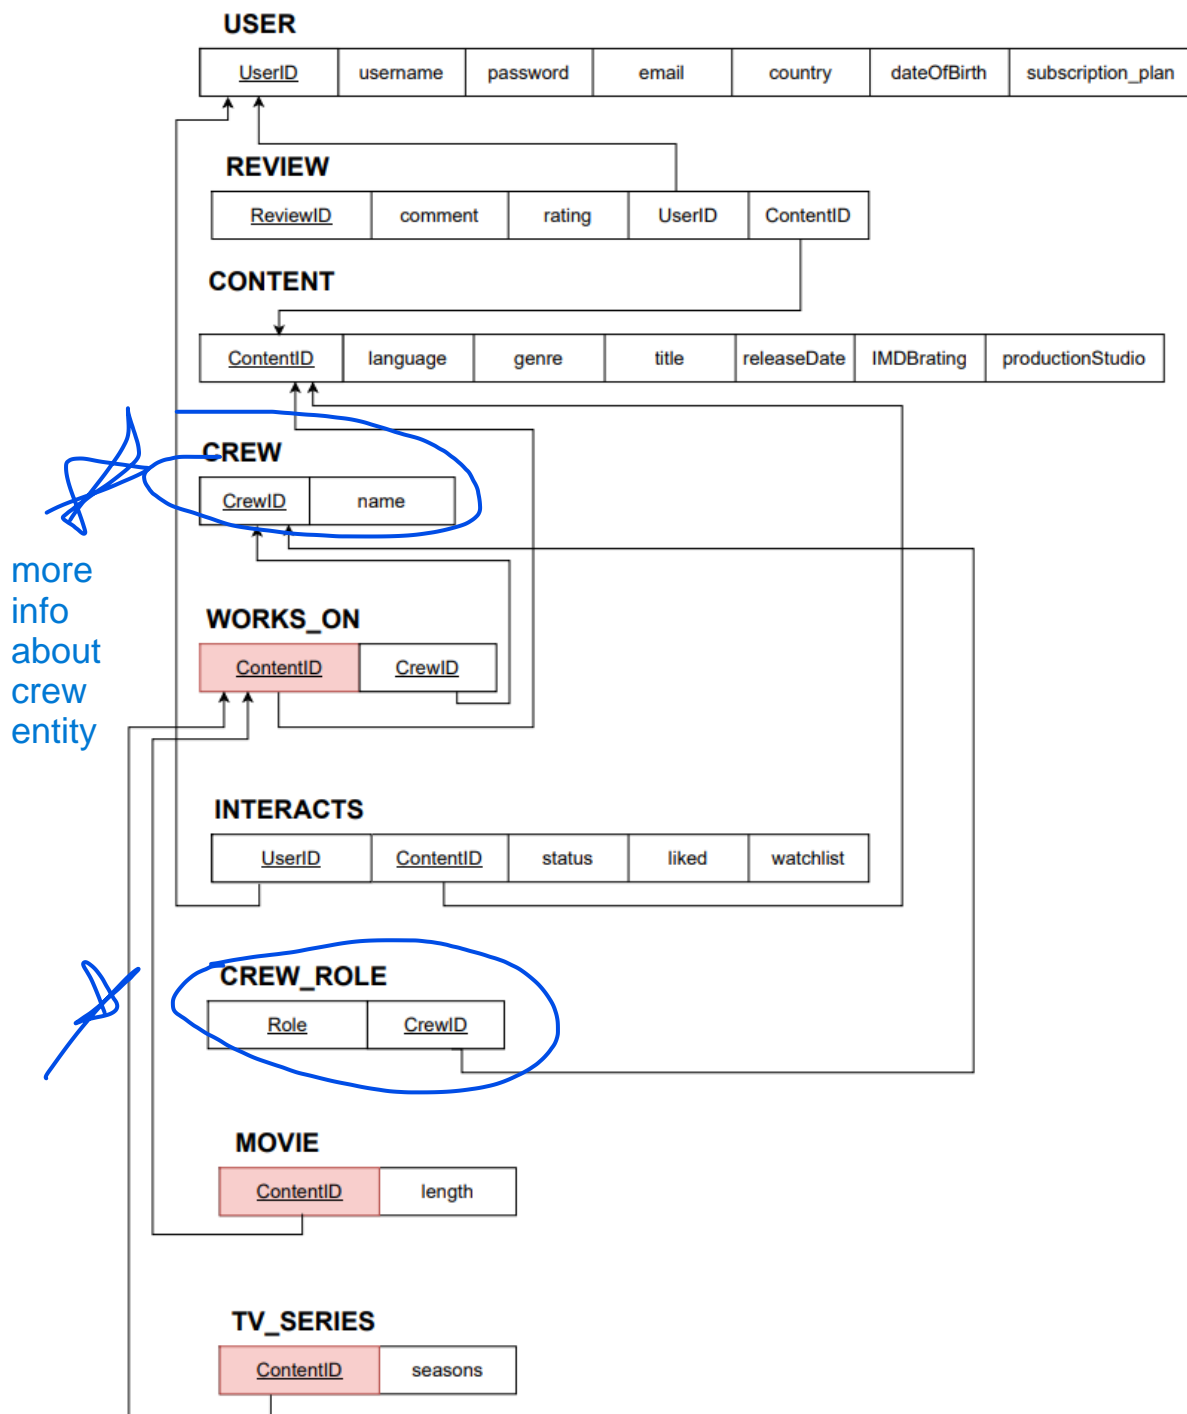 USER
UserID username password email country dateOfBirth subscription_plan
REVIEW
ReviewID comment rating UserID ContentID
CONTENT
ContentID language genre title releaseDate IMDBrating productionStudio
CREW
CrewID name
more
info
about
crew
entity
WORKS_ON
ContentID CrewID
INTERACTS
UserID ContentID status liked watchlist
CREW_ROLE
Role CrewID
MOVIE
ContentID length
TV_SERIES
ContentID seasons